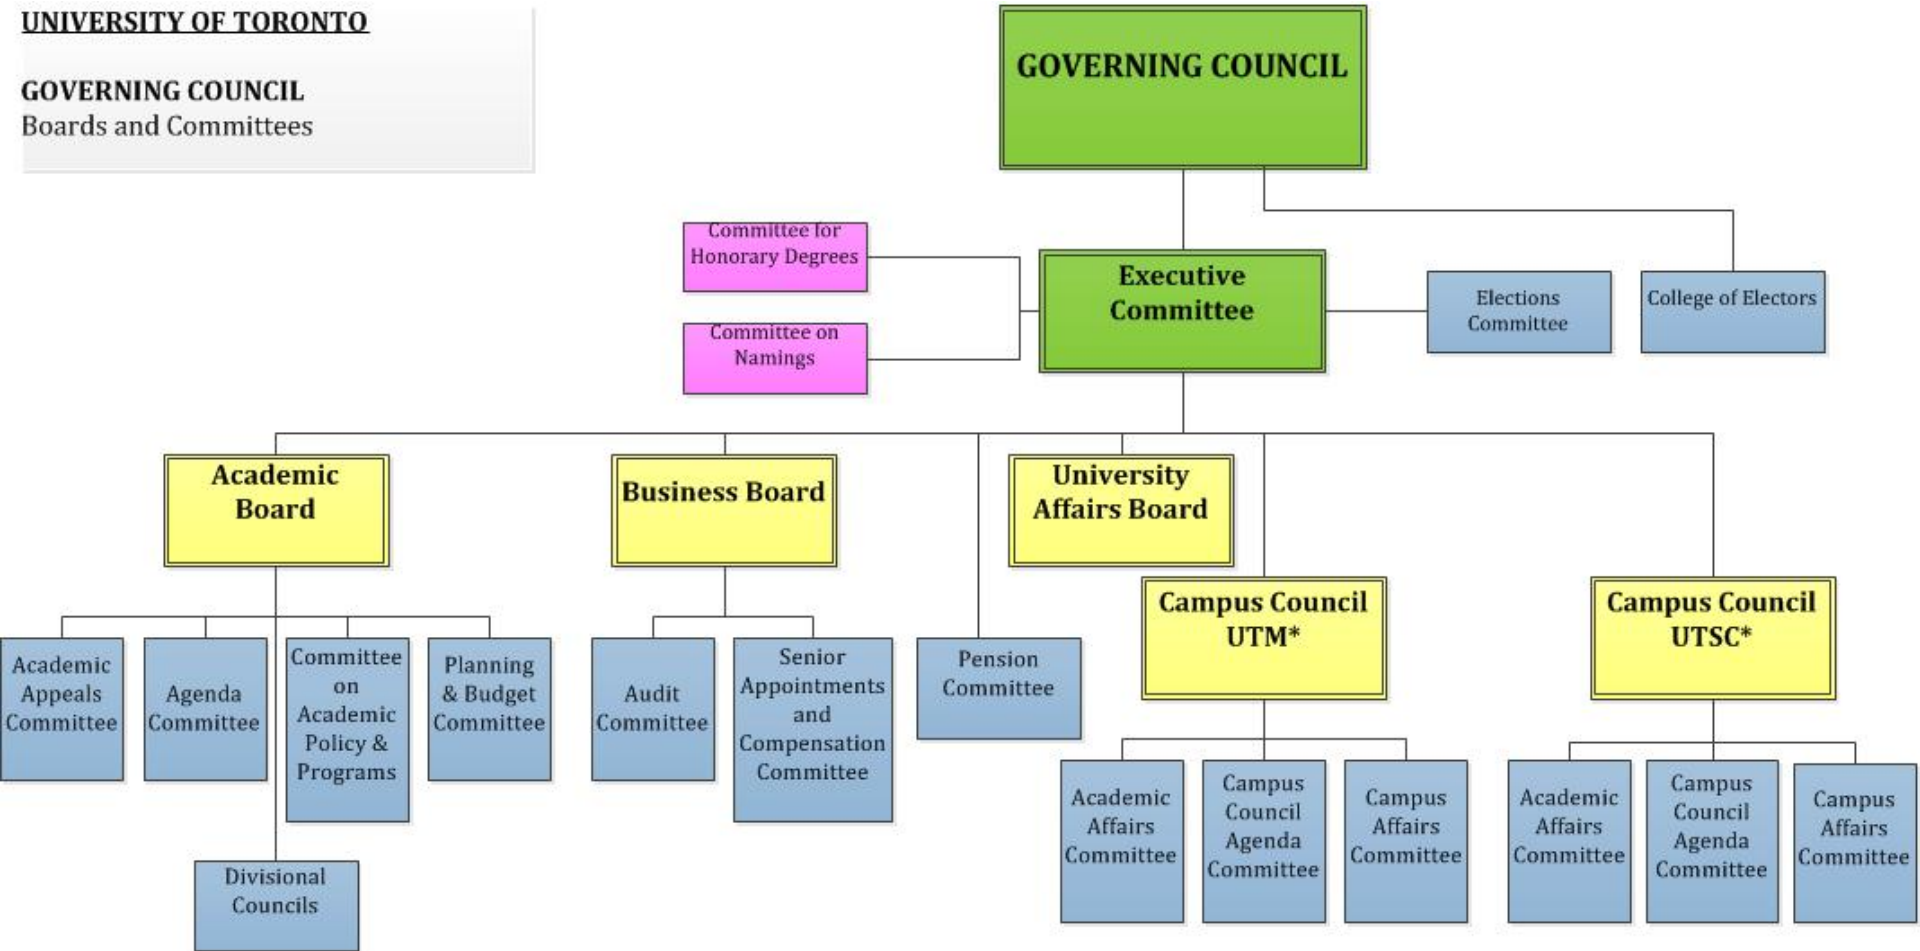 UNIVERSITY OF TORONTO
GOVERNING COUNCIL
Boards and Committees
GOVERNING COUNCIL
Committee for
Honorary Degrees
Committee on
Namings
Executive
Committee
Elections
Committee
College of Electors
Academic
Board
Business Board
University
Affairs Board
Campus Council
UTM*
Campus Council
UTSC*
Academic
Appeals
Committee
Agenda
Committee
Committee
on
Academic
Policy &
Programs
Planning
& Budget
Committee
Audit
Committee
Senior
Appointments
and
Compensation
Committee
Pension
Committee
Academic
Affairs
Committee
Campus
Council
Agenda
Committee
Campus
Affairs
Committee
Academic
Affairs
Committee
Campus
Council
Agenda
Committee
Campus
Affairs
Committee
Divisional
Councils